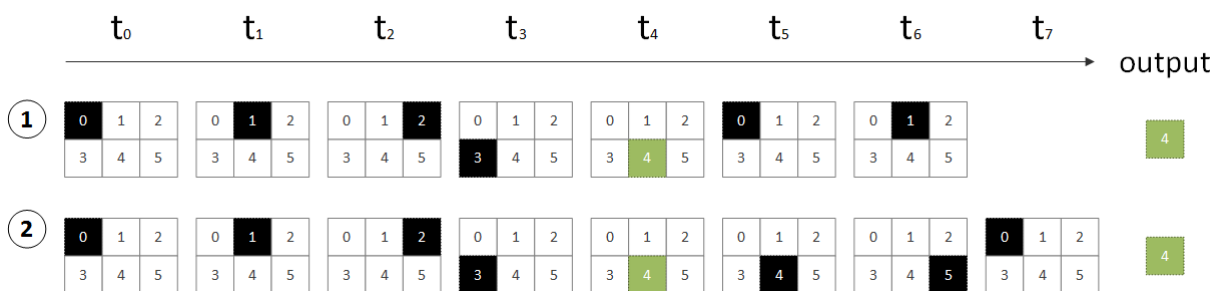 t0 t1 t2 t3 t4 t5 t6 t7
output
1
0 1 2 0 1 2 0 1 2 0 1 2 0 1 2 0 1 2 0 1 2
3 4 5 3 4 5 3 4 5 3 4 5 3 4 5 3 4 5 3 4 5
4
2
0 1 2 0 1 2 0 1 2 0 1 2 0 1 2 0 1 2 0 1 2 0 1 2
3 4 5 3 4 5 3 4 5 3 4 5 3 4 5 3 4 5 3 4 5 3 4 5
4